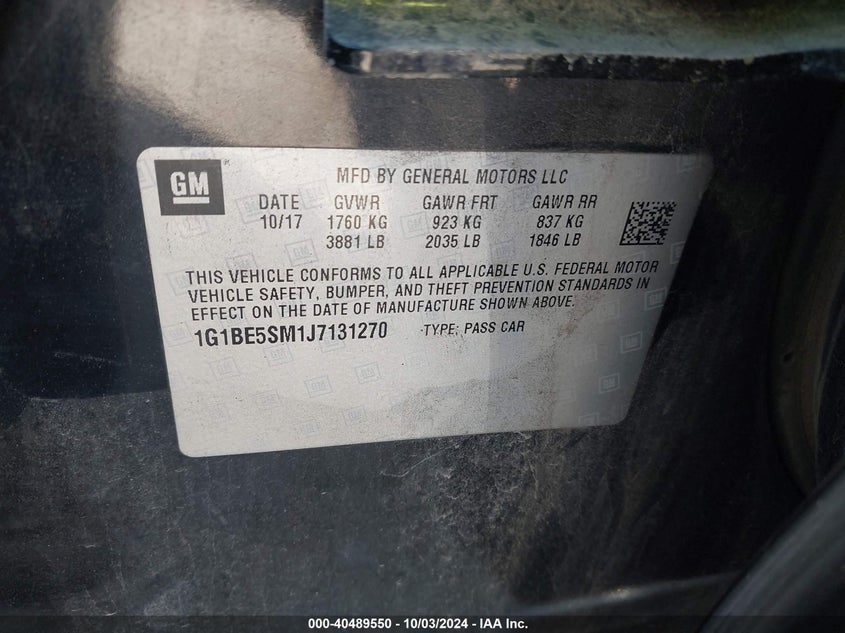 GM
MFD BY GENERAL MOTORS LLC
DATE GVWR GAWR FRT GAWR RR
10/17 1760 KG 923 KG 837 KG
3881 LB 2035 LB 1846 LB
THIS VEHICLE CONFORMS TO ALL APPLICABLE U.S. FEDERAL MOTOR
VEHICLE SAFETY, BUMPER, AND THEFT PREVENTION STANDARDS IN
EFFECT ON THE DATE OF MANUFACTURE SHOWN ABOVE.
1G1BE5SM1J7131270 TYPE: PASS CAR
000-40489550 - 10/03/2024 - IAA Inc.